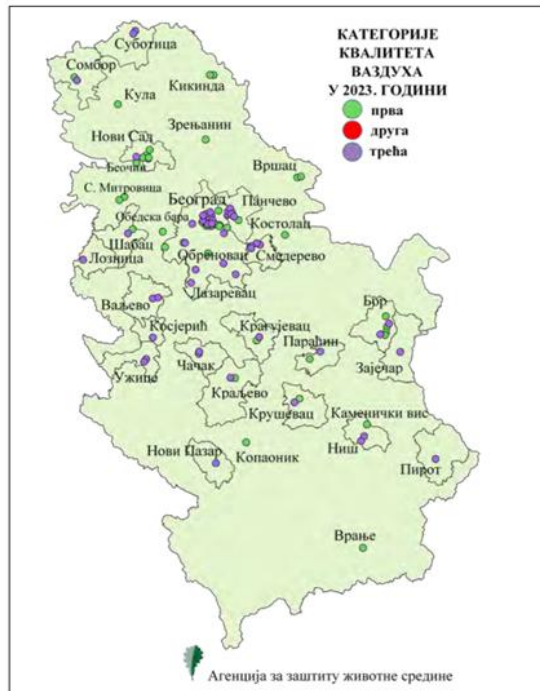 КАТЕГОРИЈЕ
КВАЛИТЕТА
ВАЗДУХА
У 2023. ГОДИНИ
прва
друга
трећа
Суботица
Сомбор
Кикинда
Кула
Зрењанин
Нови Сад
Вршац
Беочин
С. Митровица
Београд
Панчево
Обедска бара
Костолац
Шабац
Обреновац
Смедерево
Лозница
Лазаревац
Ваљево
Бор
Косјерић
Крагујевац
Параћин
Ужице
Чачак
Зајечар
Краљево
Крушевац
Каменички вис
Нови Пазар
Копаоник
Ниш
Пирот
Врање
Агенција за заштиту животне средине